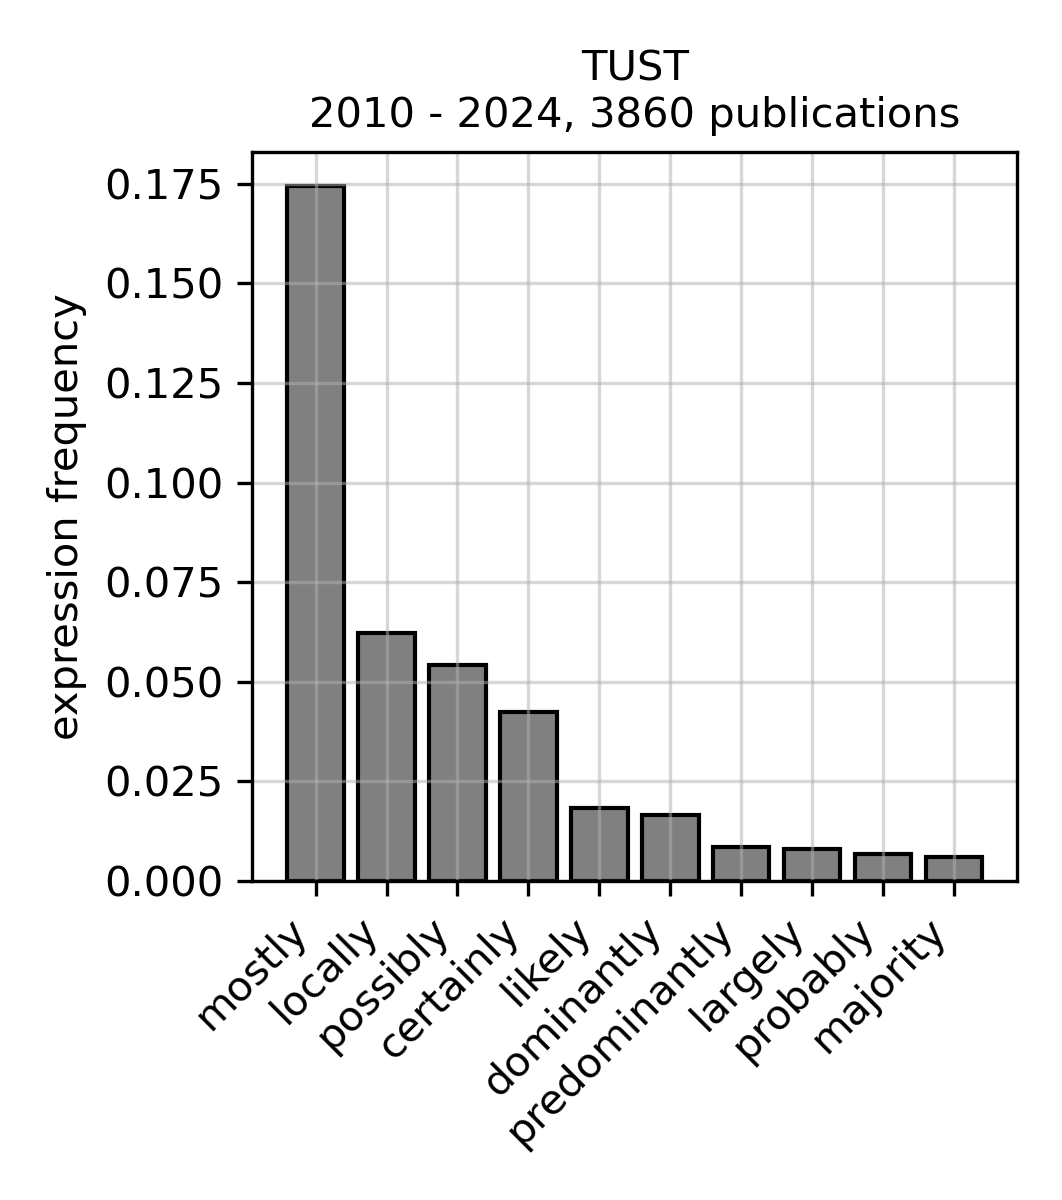 TUST
2010 - 2024, 3860 publications
expression frequency
0.175
0.150
0.125
0.100
0.075
0.050
0.025
0.000
mostly
locally
possibly
certainly
likely
dominantly
predominantly
largely
probably
majority